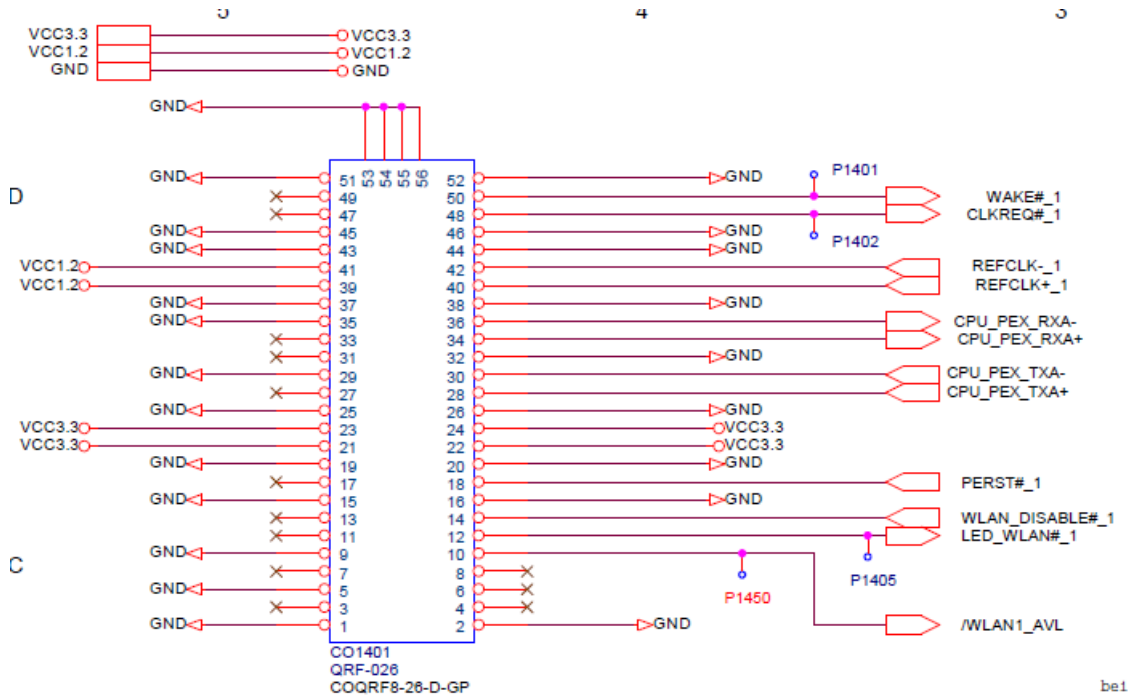 5 4 3
VCC3.3 VCC3.3
VCC1.2 VCC1.2
GND GND
GND
53 54 55 56
P1401
GND 51 52 GND
D
49 50 WAKE#_1
47 48 CLKREQ#_1
GND 45 46 GND
P1402
GND 43 44 GND
VCC1.2 41 42 REFCLK-_1
VCC1.2 39 40 REFCLK+_1
GND 37 38 GND
GND 35 36 CPU_PEX_RXA-
33 34 CPU_PEX_RXA+
31 32 GND
GND 29 30 CPU_PEX_TXA-
27 28 CPU_PEX_TXA+
GND 25 26 GND
VCC3.3 23 24 VCC3.3
VCC3.3 21 22 VCC3.3
GND 19 20 GND
17 18 PERST#_1
GND 15 16 GND
13 14 WLAN_DISABLE#_1
11 12 LED_WLAN#_1
GND 9 10
C
7 8
P1405
GND 5 6
P1450
3 4
GND 1 2 GND
/WLAN1_AVL
CO1401
QRF-026
COQRF8-26-D-GP
bei